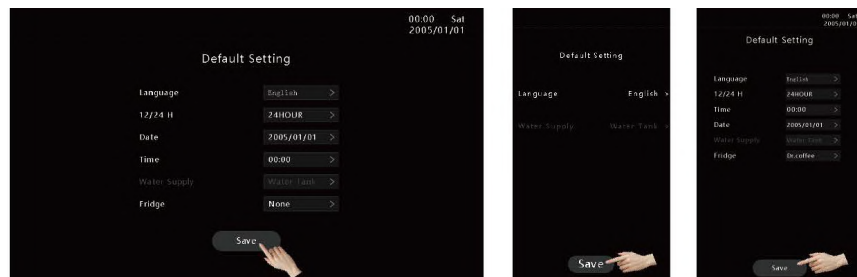 00:00 Sat
2005/01/01
Default Setting
Language English >
12/24 H 24HOUR >
Date 2005/01/01 >
Time 00:00 >
Water Supply Water Tank >
Fridge None >
Save
Default Setting
Language English >
Water Supply Water Tank >
Save
00:00 Sat
2005/01/01
Default Setting
Language English >
12/24 H 24HOUR >
Time 00:00 >
Date 2005/01/01 >
Water Supply Water Tank >
Fridge Dr.coffee >
Save